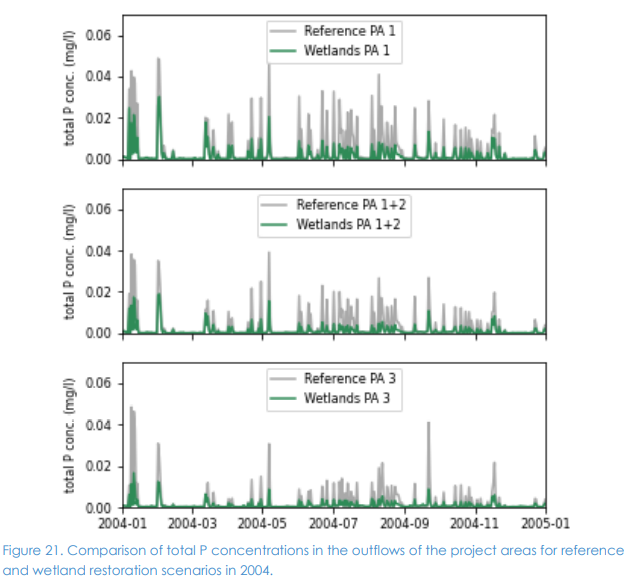 total P conc. (mg/l)
0.06
0.04
0.02
0.00
Reference PA 1
Wetlands PA 1
total P conc. (mg/l)
0.06
0.04
0.02
0.00
Reference PA 1+2
Wetlands PA 1+2
total P conc. (mg/l)
0.06
0.04
0.02
0.00
Reference PA 3
Wetlands PA 3
2004-01 2004-03 2004-05 2004-07 2004-09 2004-11 2005-01
Figure 21. Comparison of total P concentrations in the outflows of the project areas for reference
and wetland restoration scenarios in 2004.